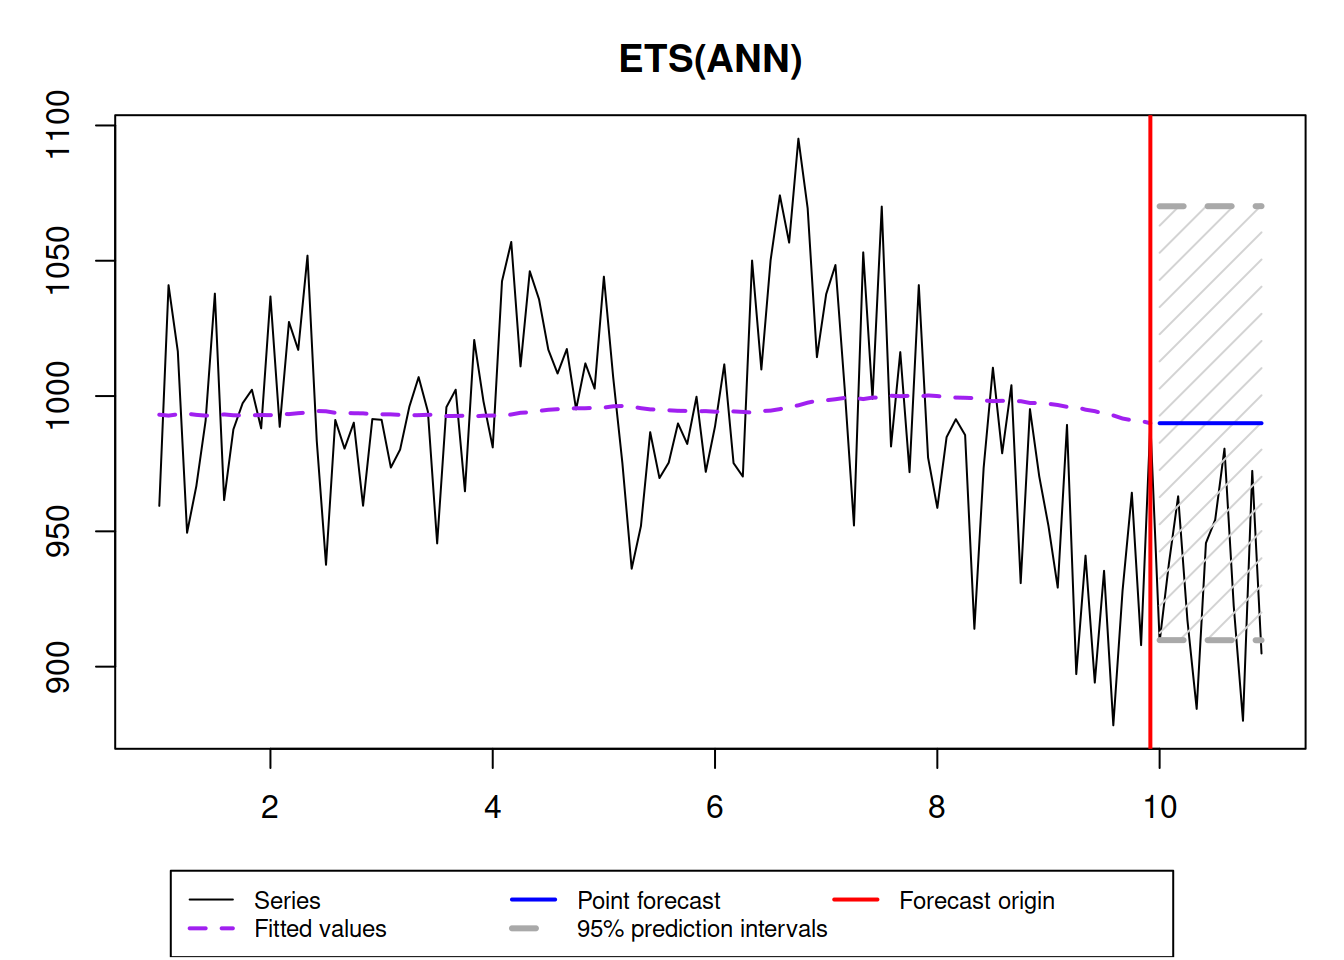 ETS(ANN)
1100
1050
1000
950
900
2 4 6 8 10
Series Point forecast Forecast origin
Fitted values 95% prediction intervals